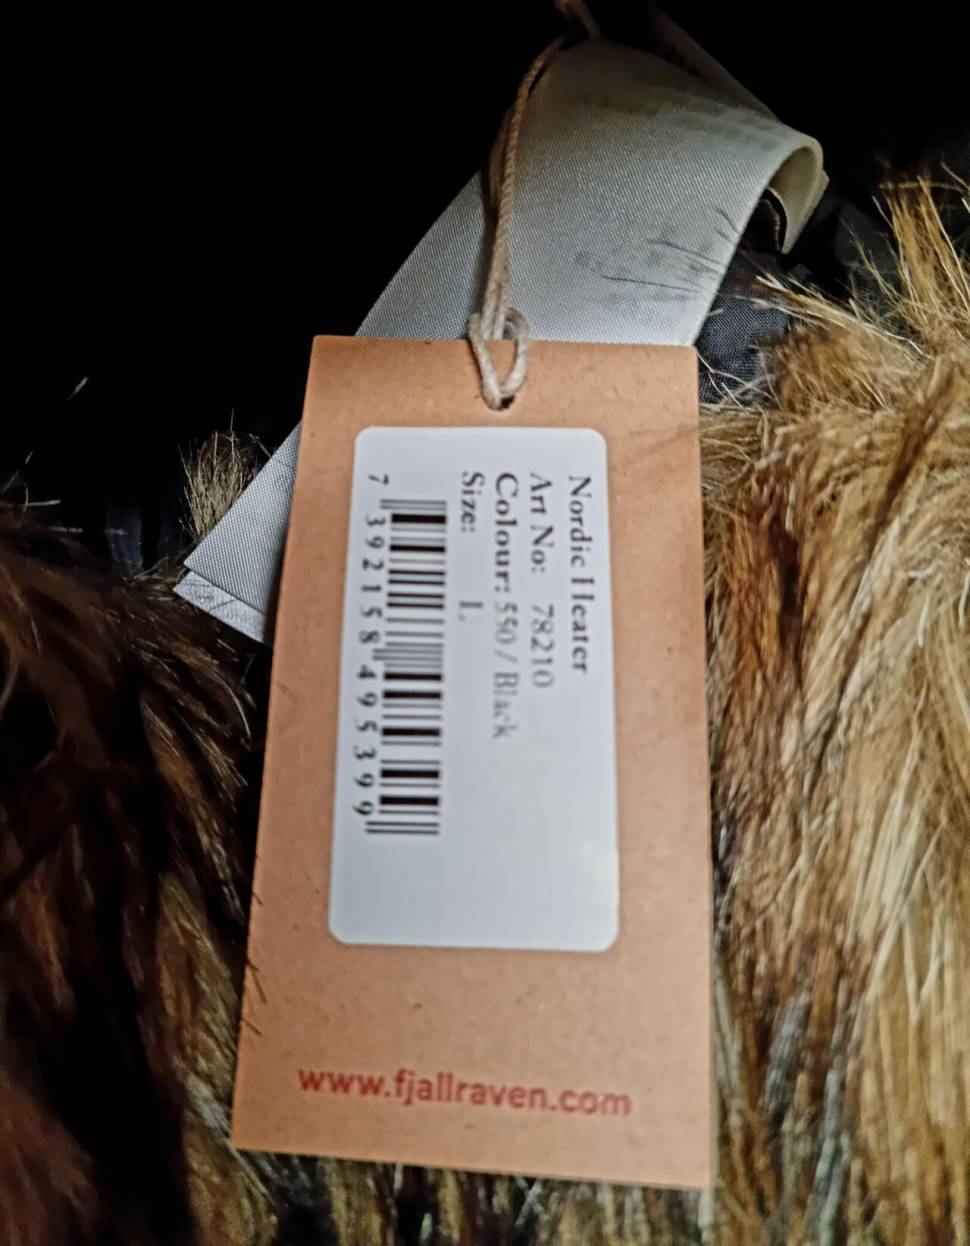 Nordic Heater
Art No: 78210
Colour: 550 / Black
Size: L
7 392158 495399
www.fjallraven.com